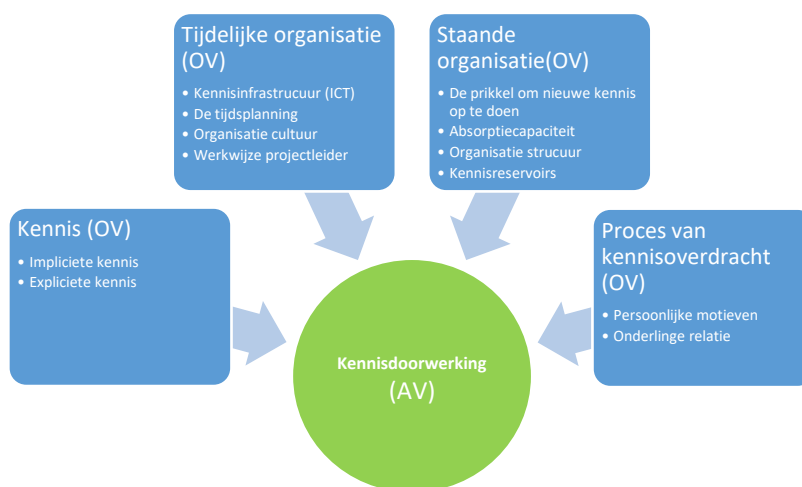 Tijdelijke organisatie
(OV)
• Kennisinfrastrucuur (ICT)
• De tijdsplanning
• Organisatie cultuur
• Werkwijze projectleider
Staande
organisatie(OV)
• De prikkel om nieuwe kennis
op te doen
• Absorptiecapaciteit
• Organisatie strucuur
• Kennisreservoirs
Kennis (OV)
• Impliciete kennis
• Expliciete kennis
Proces van
kennisoverdracht
(OV)
• Persoonlijke motieven
• Onderlinge relatie
Kennisdoorwerking
(AV)